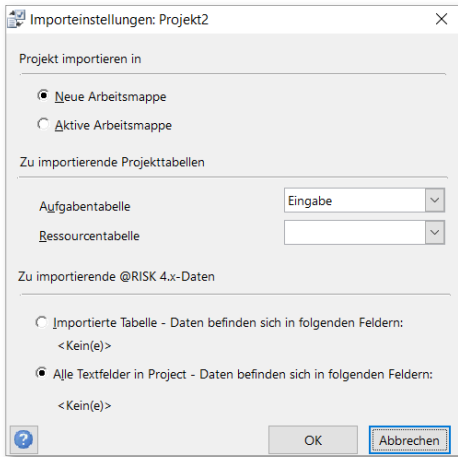 Importeinstellungen: Projekt2
Projekt importieren in
Neue Arbeitsmappe
Aktive Arbeitsmappe
Zu importierende Projekttabellen
Aufgabentabelle
Eingabe
Ressourcentabelle
Zu importierende @RISK 4.x-Daten
Importierte Tabelle - Daten befinden sich in folgenden Feldern:
<Kein(e)>
Alle Textfelder in Project - Daten befinden sich in folgenden Feldern:
<Kein(e)>
?
OK
Abbrechen